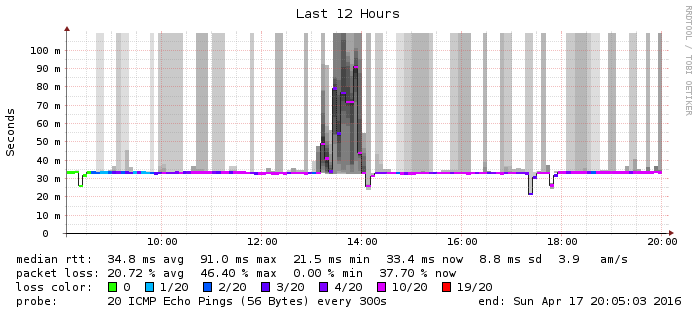 Last 12 Hours
RRDTOOL / TOBI OETIKER
Seconds
100 m
90 m
80 m
70 m
60 m
50 m
40 m
30 m
20 m
10 m
0
10:00 12:00 14:00 16:00 18:00 20:00
median rtt: 34.8 ms avg 91.0 ms max 21.5 ms min 33.4 ms now 8.8 ms sd 3.9 am/s
packet loss: 20.72 % avg 46.40 % max 0.00 % min 37.70 % now
loss color: 0 1/20 2/20 3/20 4/20 10/20 19/20
probe: 20 ICMP Echo Pings (56 Bytes) every 300s end: Sun Apr 17 20:05:03 2016